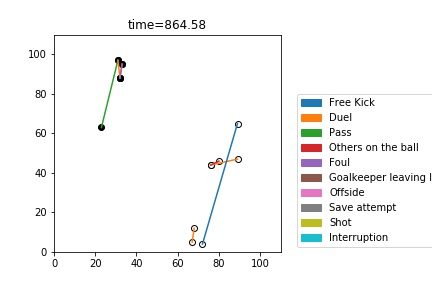 time=864.58
100
80
60
40
20
0
0 20 40 60 80 100
Free Kick
Duel
Pass
Others on the ball
Foul
Goalkeeper leaving
Offside
Save attempt
Shot
Interruption